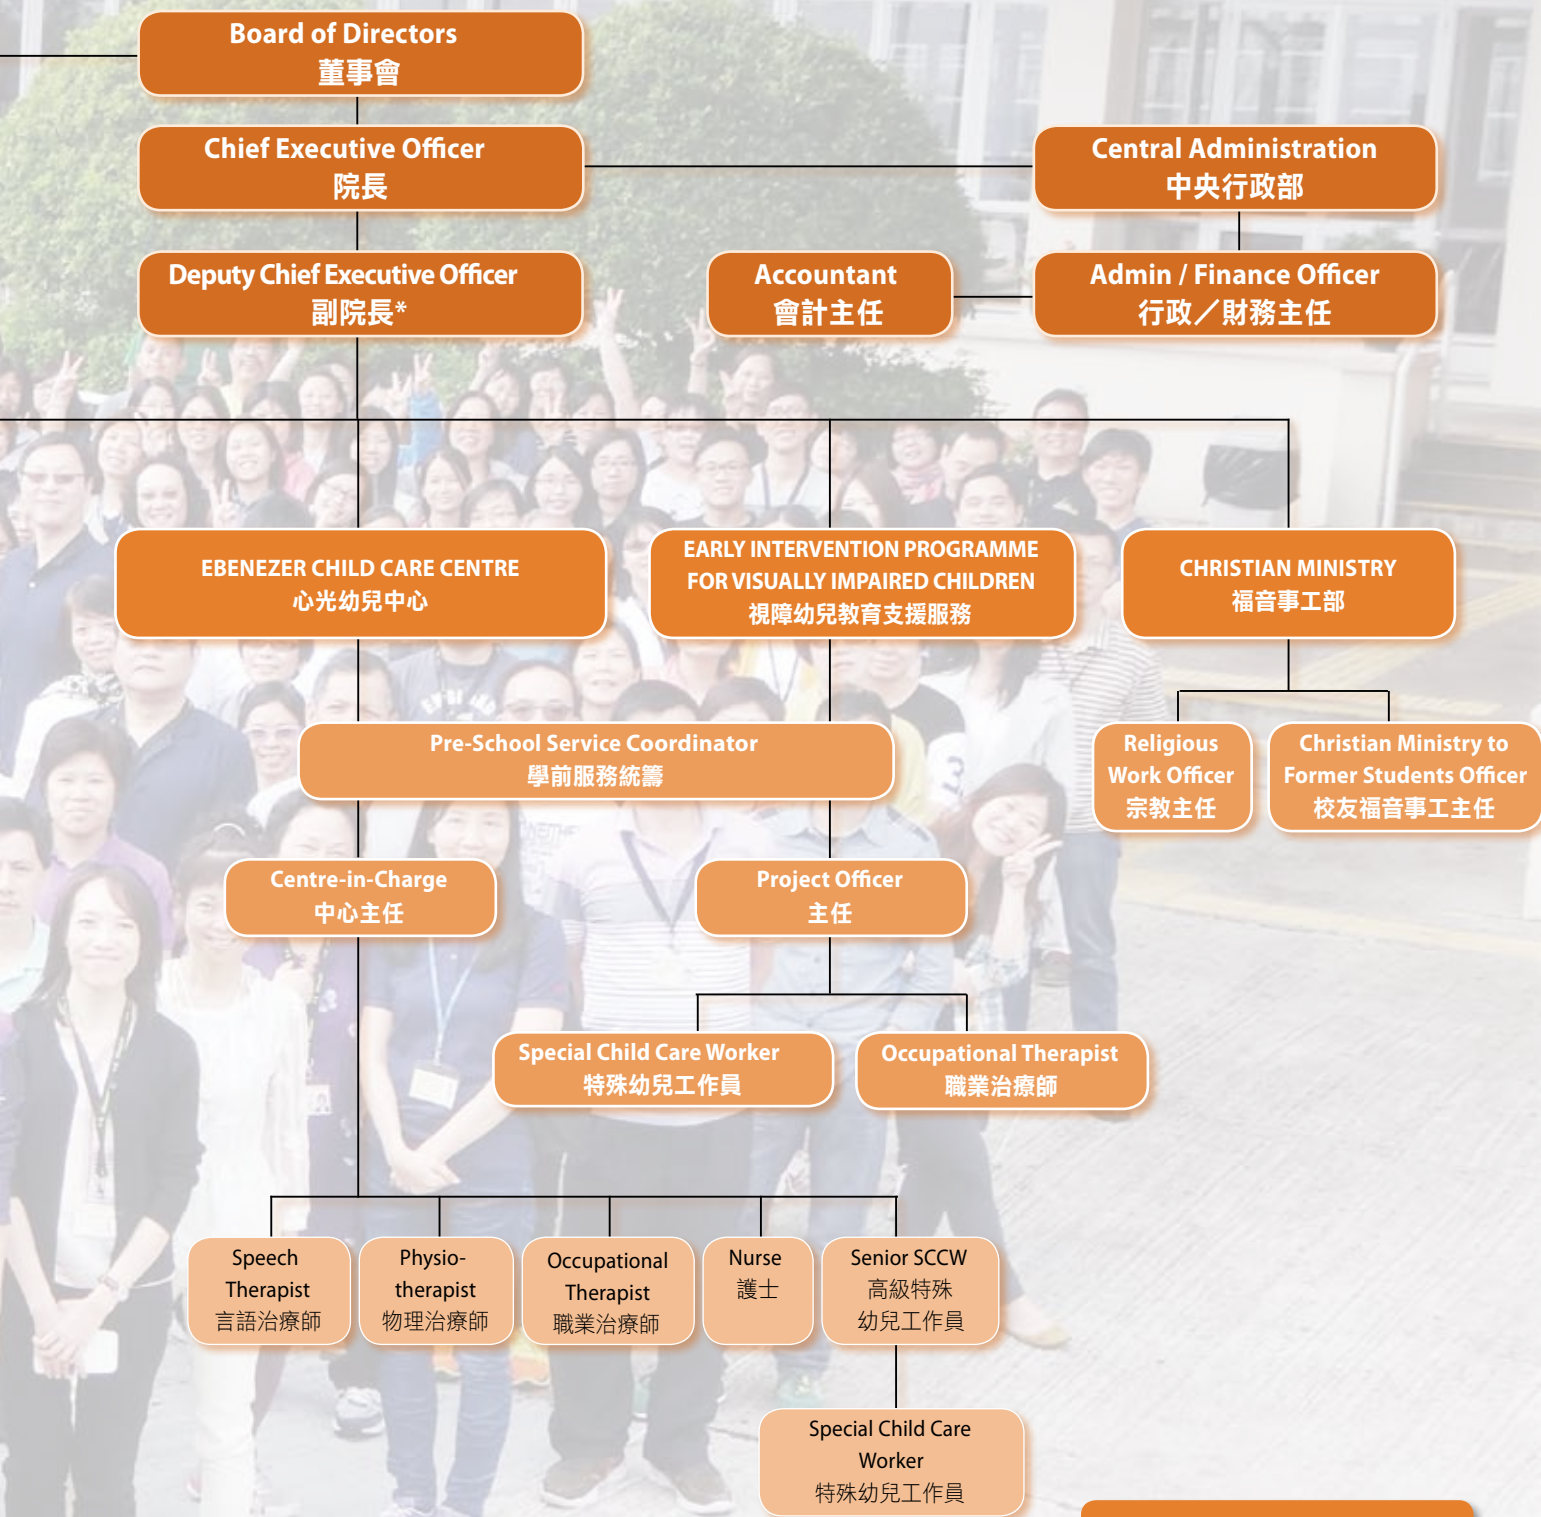 Board of Directors
董事會
Chief Executive Officer
院長
Central Administration
中央行政部
Deputy Chief Executive Officer
副院長*
Accountant
會計主任
Admin / Finance Officer
行政／財務主任
EBENEZER CHILD CARE CENTRE
心光幼兒中心
EARLY INTERVENTION PROGRAMME
FOR VISUALLY IMPAIRED CHILDREN
視障幼兒教育支援服務
CHRISTIAN MINISTRY
福音事工部
Pre-School Service Coordinator
學前服務統籌
Religious
Work Officer
宗教主任
Christian Ministry to
Former Students Officer
校友福音事工主任
Centre-in-Charge
中心主任
Project Officer
主任
Special Child Care Worker
特殊幼兒工作員
Occupational Therapist
職業治療師
Speech
Therapist
言語治療師
Physio-
therapist
物理治療師
Occupational
Therapist
職業治療師
Nurse
護士
Senior SCCW
高級特殊
幼兒工作員
Special Child Care
Worker
特殊幼兒工作員